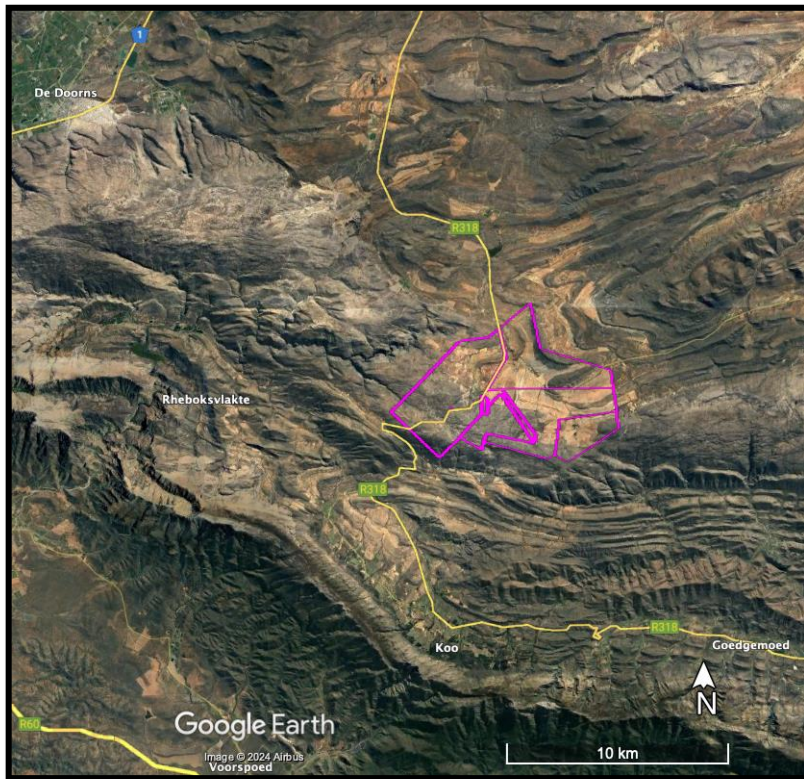 1
De Doorns
R318
Rheboksvlakte
R318
R318
Koo
Goedgemoed
N
R60
Google Earth
10 km
Image © 2024 Airbus
Voorspoed